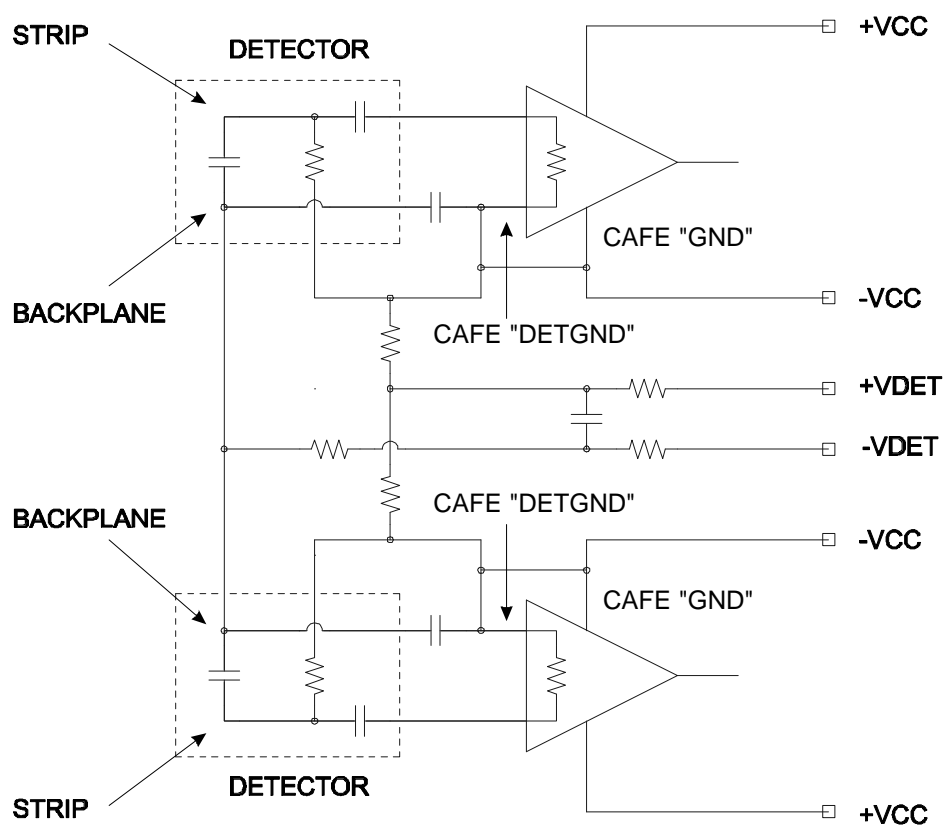 STRIP
DETECTOR
+VCC
CAFE "GND"
BACKPLANE
-VCC
CAFE "DETGND"
+VDET
-VDET
CAFE "DETGND"
BACKPLANE
-VCC
CAFE "GND"
DETECTOR
STRIP
+VCC